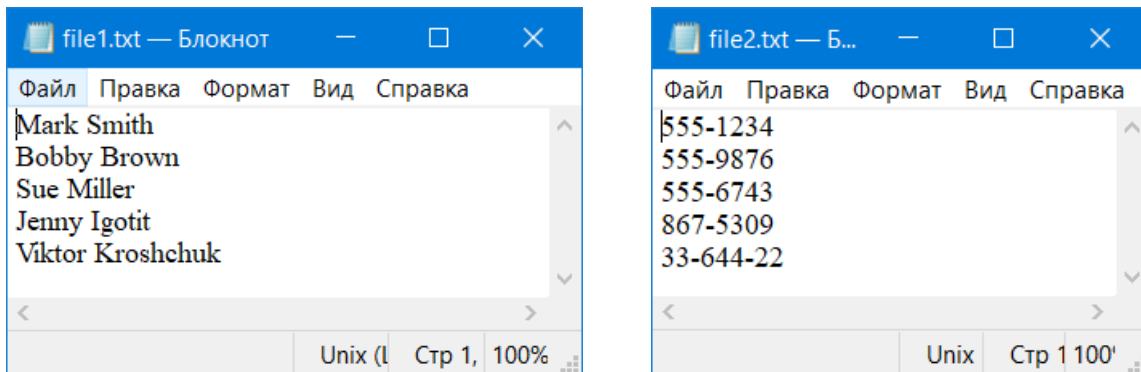 file1.txt — Блокнот
Файл Правка Формат Вид Справка
Mark Smith
Bobby Brown
Sue Miller
Jenny Igotit
Viktor Kroshchuk
Unix (L Стр 1, 100%
file2.txt — Б...
Файл Правка Формат Вид Справка
555-1234
555-9876
555-6743
867-5309
33-644-22
Unix Стр 1 100'